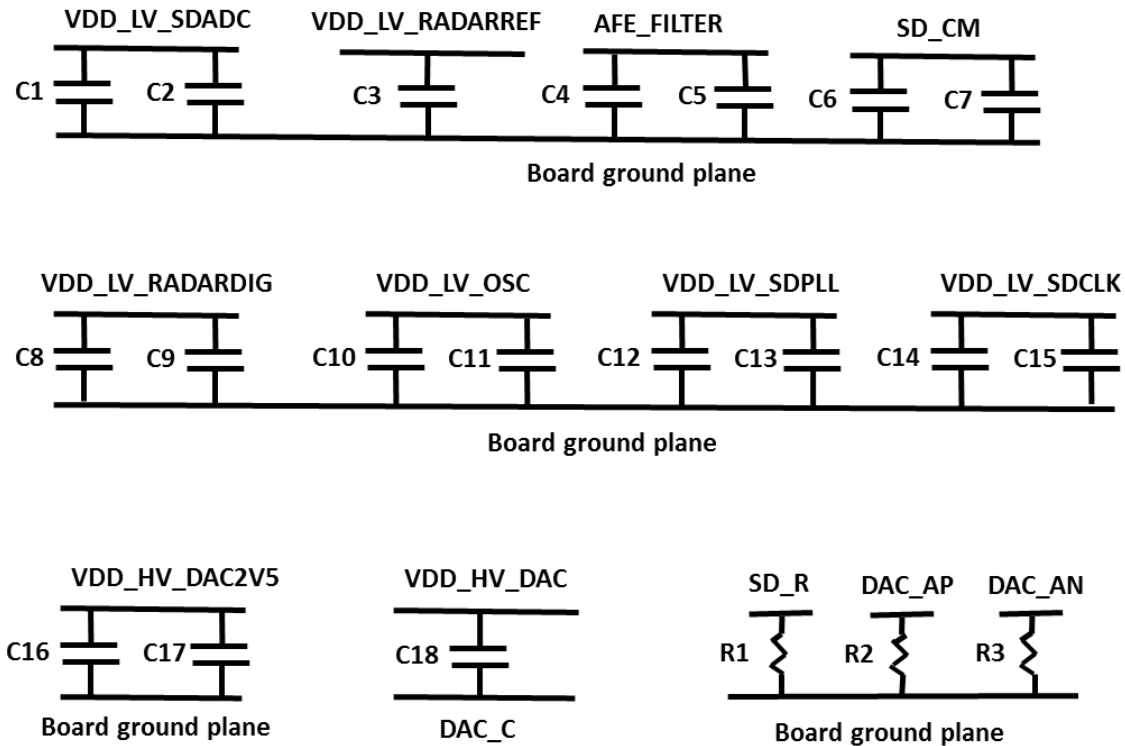 VDD_LV_SDADC VDD_LV_RADARREF AFE_FILTER SD_CM
C1 C2 C3 C4 C5 C6 C7
Board ground plane
VDD_LV_RADARDIG VDD_LV_OSC VDD_LV_SDPLL VDD_LV_SDCLK
C8 C9 C10 C11 C12 C13 C14 C15
Board ground plane
VDD_HV_DAC2V5 VDD_HV_DAC SD_R DAC_AP DAC_AN
C16 C17 C18 R1 R2 R3
Board ground plane DAC_C Board ground plane